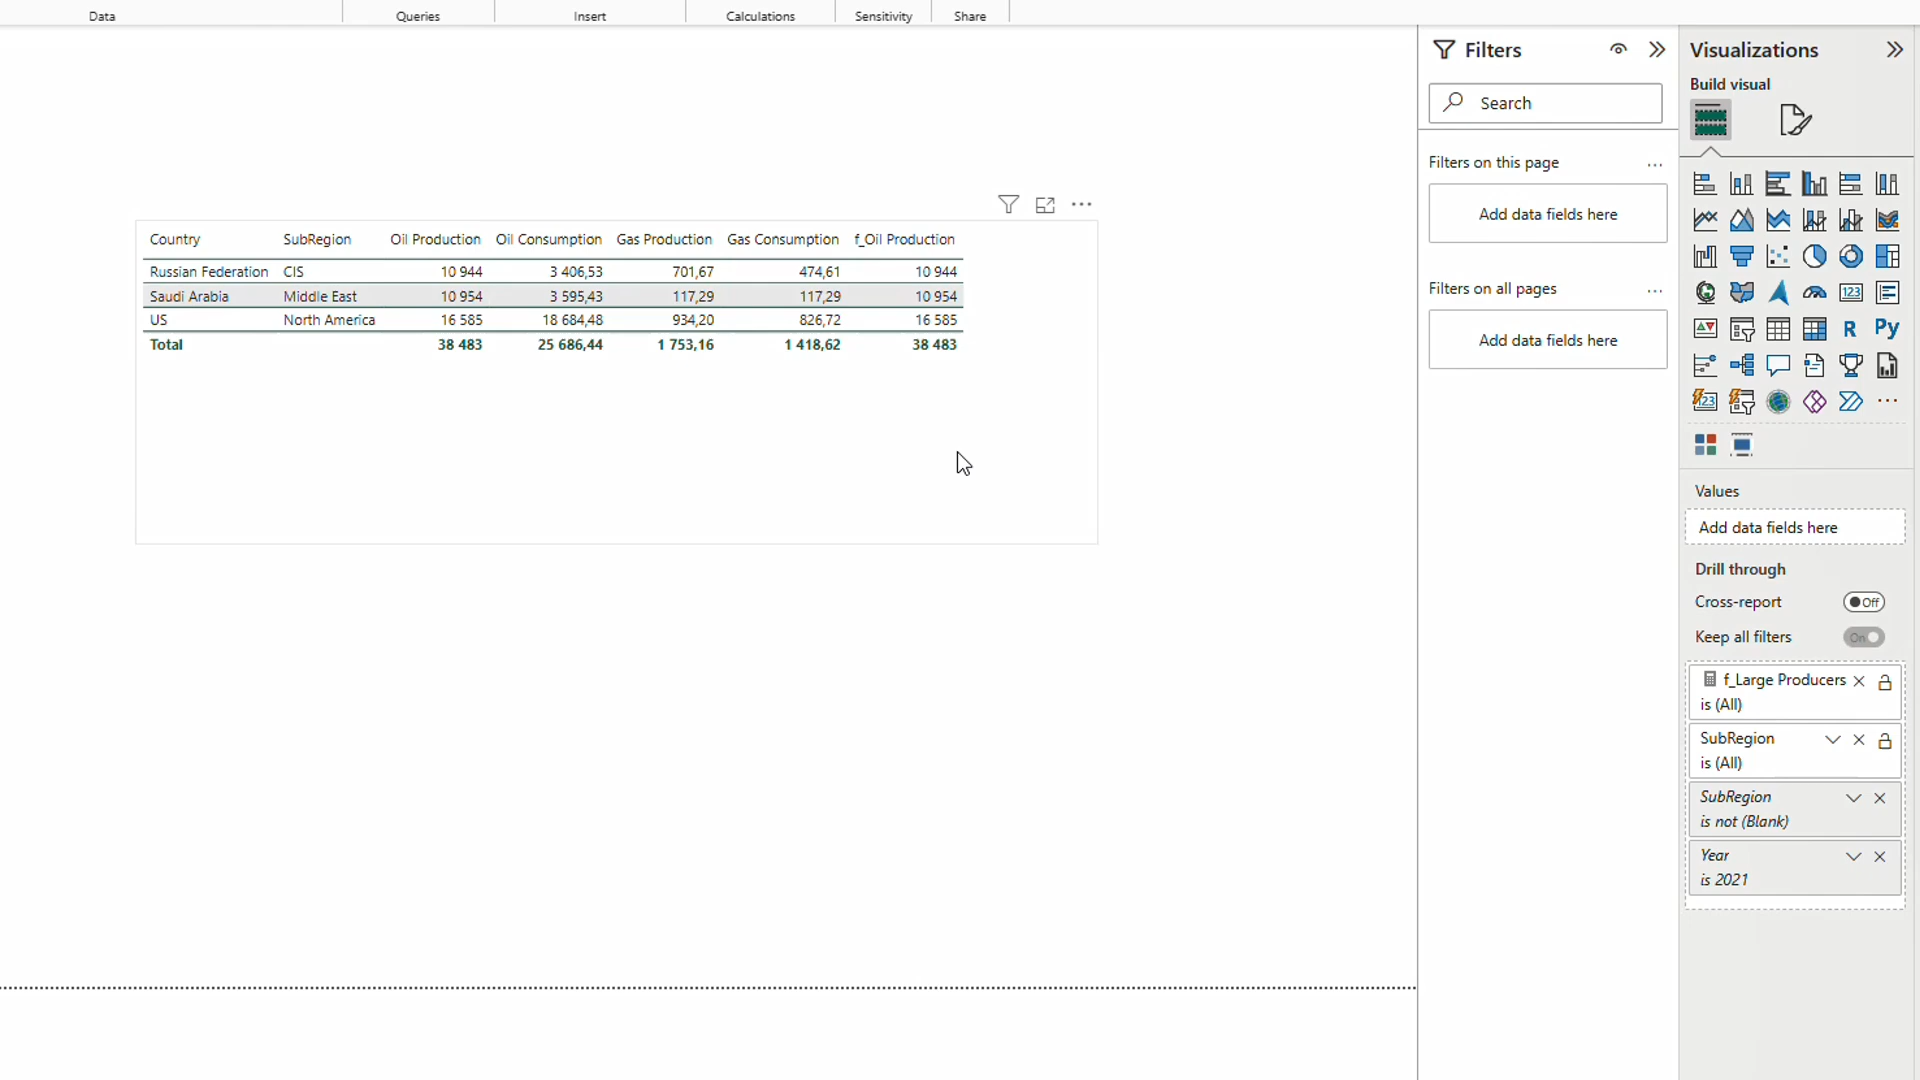 Data
Queries
Insert
Calculations
Sensitivity
Share
Country SubRegion Oil Production Oil Consumption Gas Production Gas Consumption f_Oil Production
Russian Federation CIS 10 944 3 406,53 701,67 474,61 10 944
Saudi Arabia Middle East 10 954 3 595,43 117,29 117,29 10 954
US North America 16 585 18 684,48 934,20 826,72 16 585
Total 38 483 25 686,44 1 753,16 1 418,62 38 483
Filters
Search
Filters on this page
...
Add data fields here
Filters on all pages
...
Add data fields here
Visualizations
Build visual
123
R
Py
123
Values
Add data fields here
Drill through
Cross-report
Off
Keep all filters
On
f_Large Producers
is (All)
SubRegion
is (All)
SubRegion
is not (Blank)
Year
is 2021